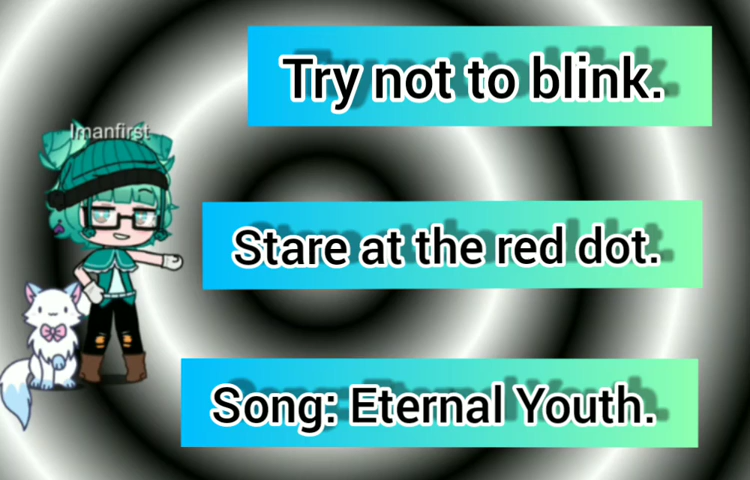 Try not to blink.
Imanfirst
Stare at the red dot.
Song: Eternal Youth.